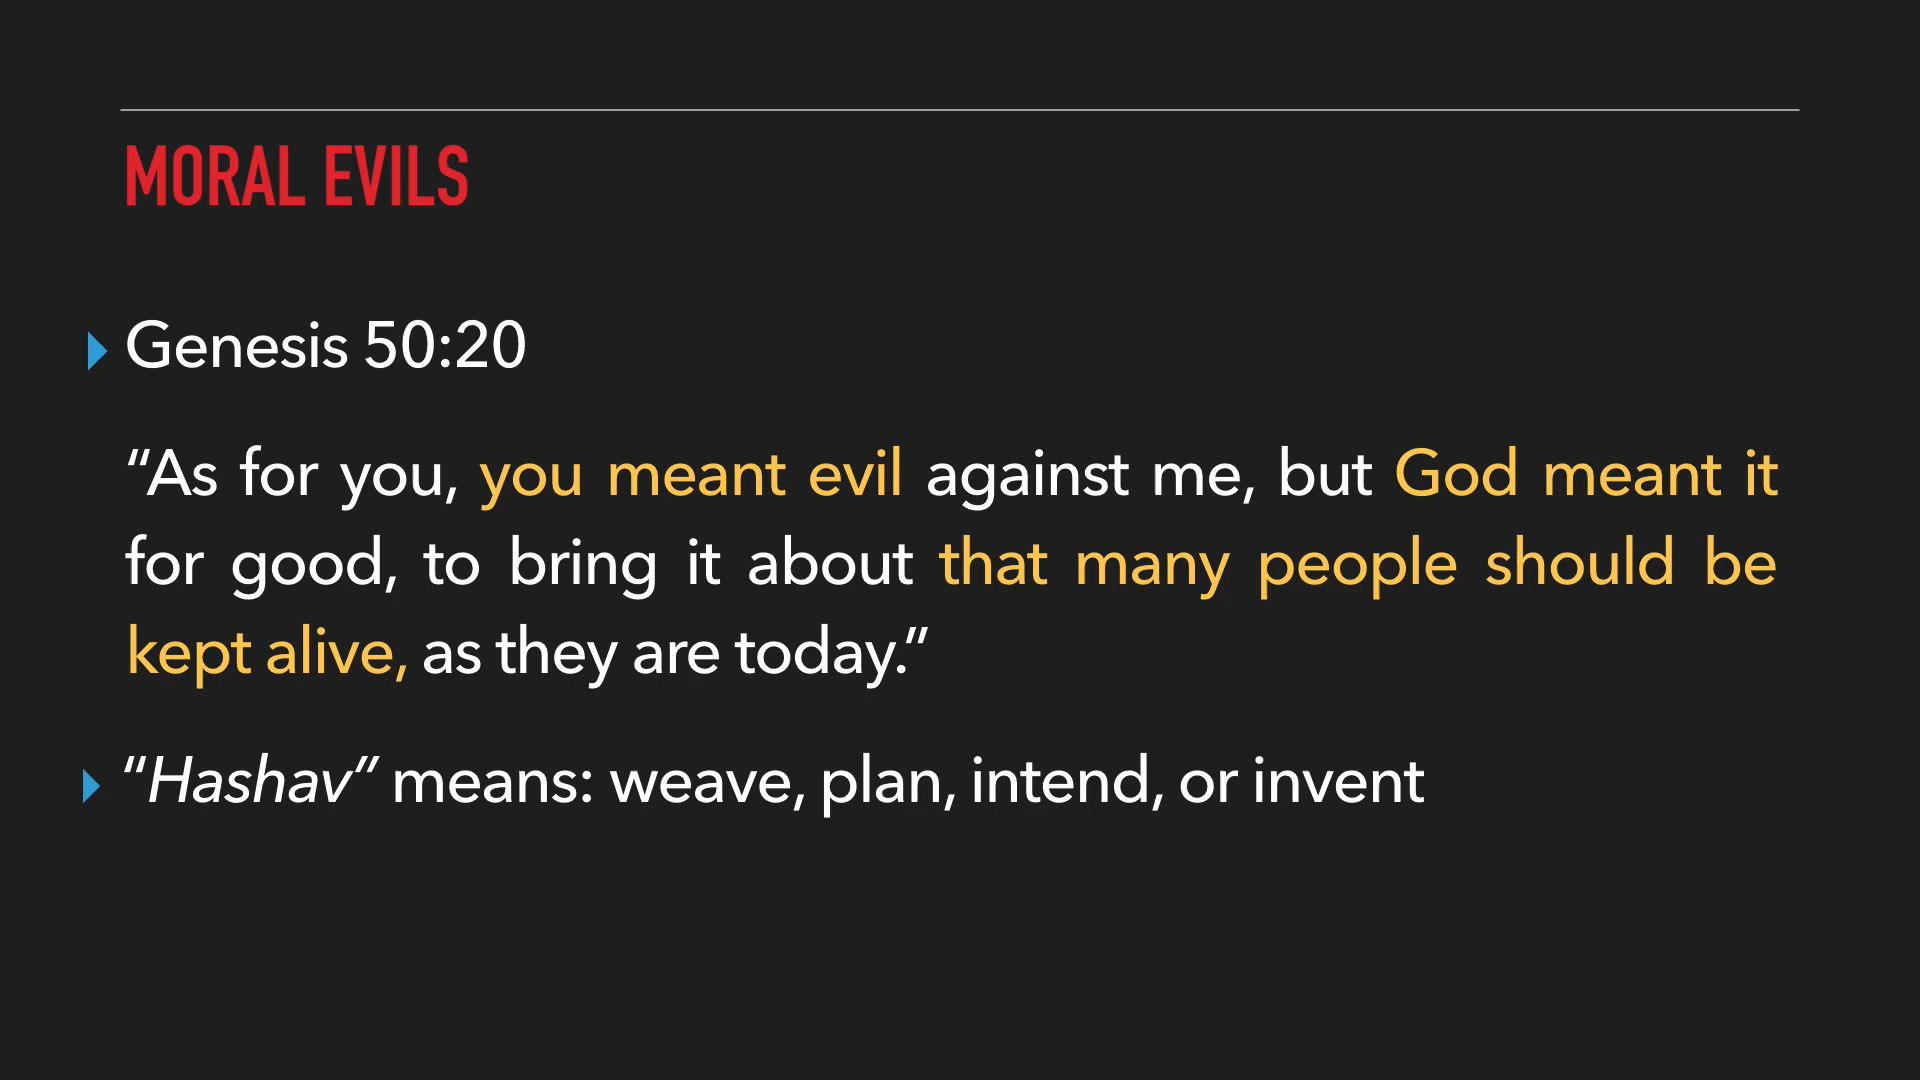 MORAL EVILS
Genesis 50:20
“As for you, you meant evil against me, but God meant it
for good, to bring it about that many people should be
kept alive, as they are today.”
“Hashav” means: weave, plan, intend, or invent